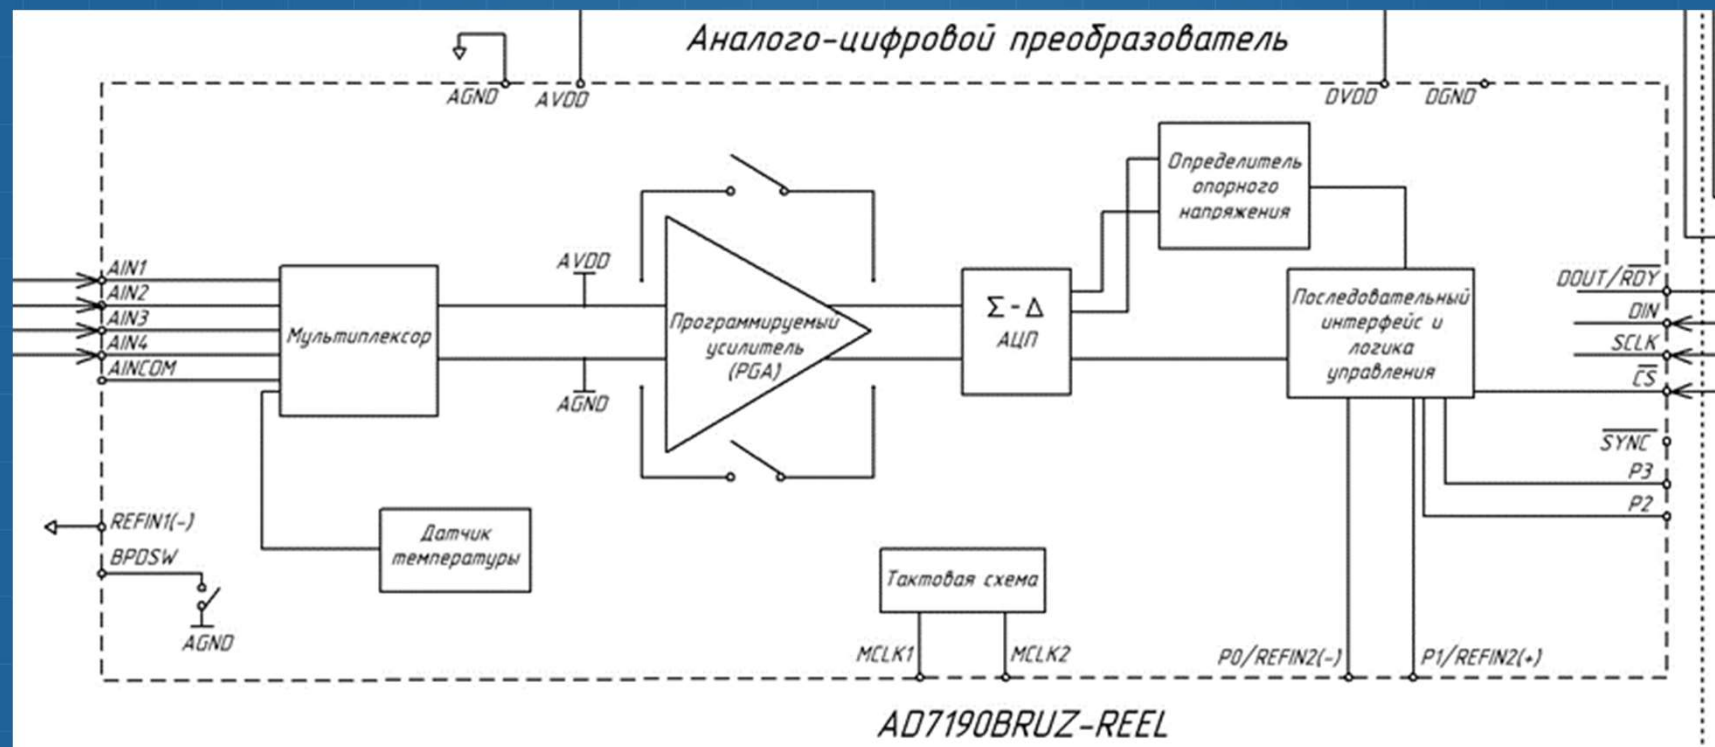 Аналого-цифровой преобразователь
AGND
AVDD
DVDD
DGND
Определитель
опорного
напряжения
AIN1
AIN2
AIN3
AIN4
AINCOM
Мультиплексор
AVDD
AGND
Программируемый
усилитель
(PGA)
Σ-Δ
АЦП
Последовательный
интерфейс и
логика
управления
DOUT/RDY
DIN
SCLK
CS
SYNC
P3
P2
REFIN1(-)
BPDSW
AGND
Датчик
температуры
Тактовая схема
MCLK1
MCLK2
P0/REFIN2(-)
P1/REFIN2(+)
AD7190BRUZ-REEL